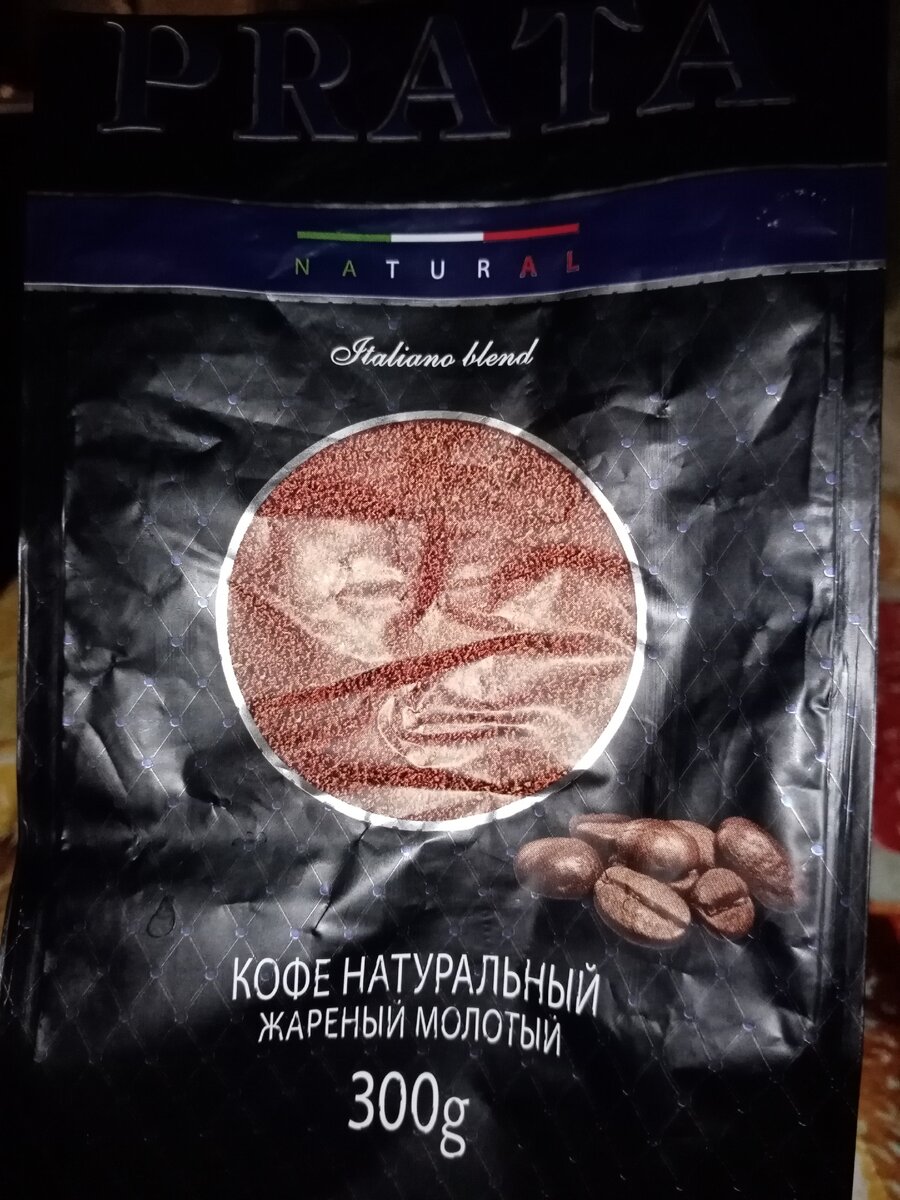 PRATA
NATURAL
Italiano blend
КОФЕ НАТУРАЛЬНЫЙ
ЖАРЕНЫЙ МОЛОТЫЙ
300g